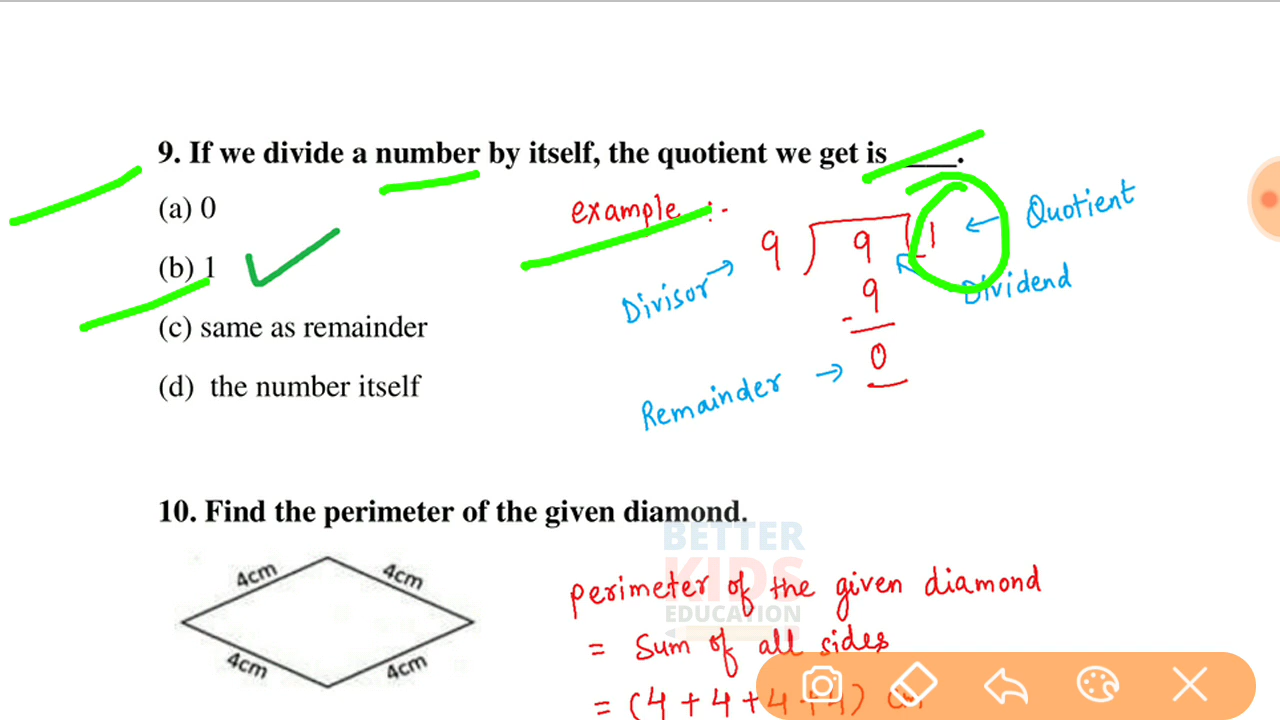 9. If we divide a number by itself, the quotient we get is ____.
(a) 0
(b) 1
(c) same as remainder
(d) the number itself
example :-
9 9 1
- 9
0
Quotient
Divisor
Dividend
Remainder
10. Find the perimeter of the given diamond.
4cm 4cm
4cm 4cm
BETTER
KIDS
EDUCATION
perimeter of the given diamond
= Sum of all sides
= (4 + 4 + 4 + 4)